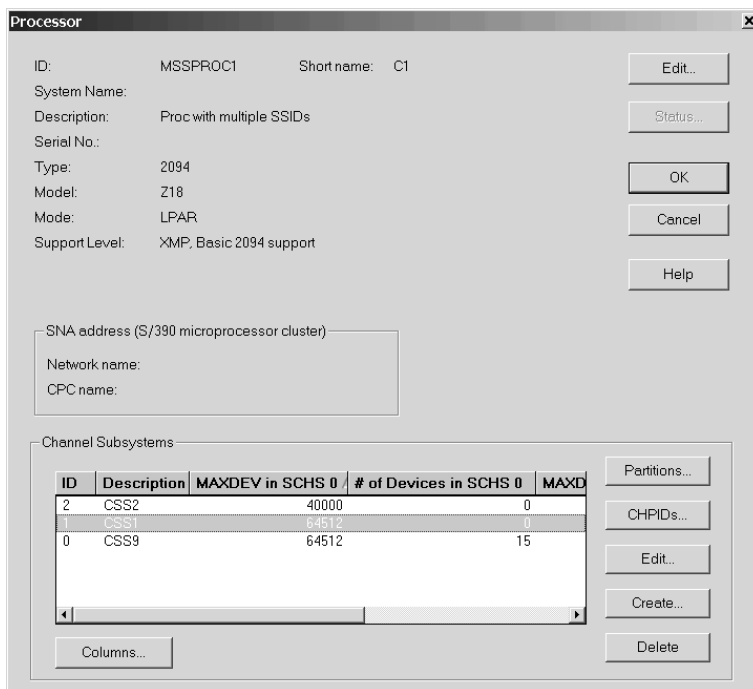 Processor
ID: MSSPROC1 Short name: C1 Edit...
System Name:
Description: Proc with multiple SSIDs Status...
Serial No.:
Type: 2094
Model: Z18 OK
Mode: LPAR Cancel
Support Level: XMP, Basic 2094 support
Help
SNA address (S/390 microprocessor cluster)
Network name:
CPC name:
Channel Subsystems
ID Description MAXDEV in SCHS 0 # of Devices in SCHS 0 MAXD Partitions...
2 CSS2 40000 0
1 CSS1 64512 0 CHPIDs...
0 CSS9 64512 15
Edit...
Create...
Columns... Delete